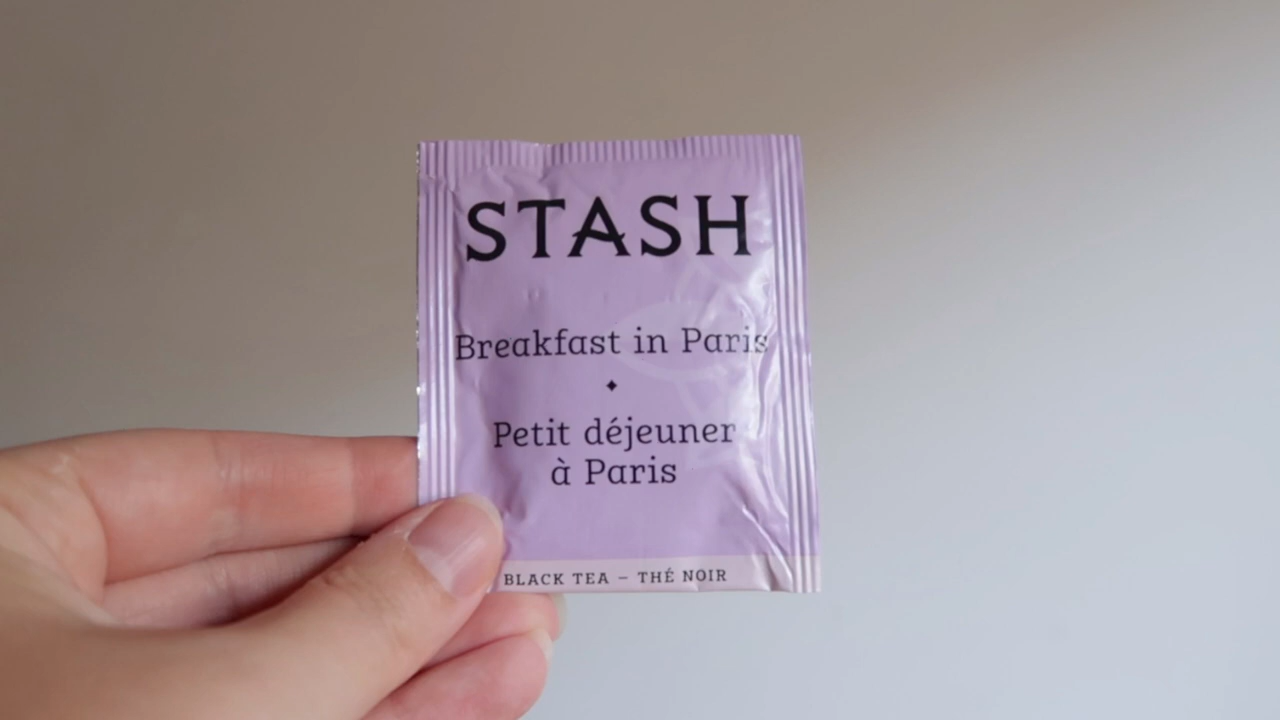 STASH
Breakfast in Paris
Petit déjeuner
à Paris
BLACK TEA – THÉ NOIR